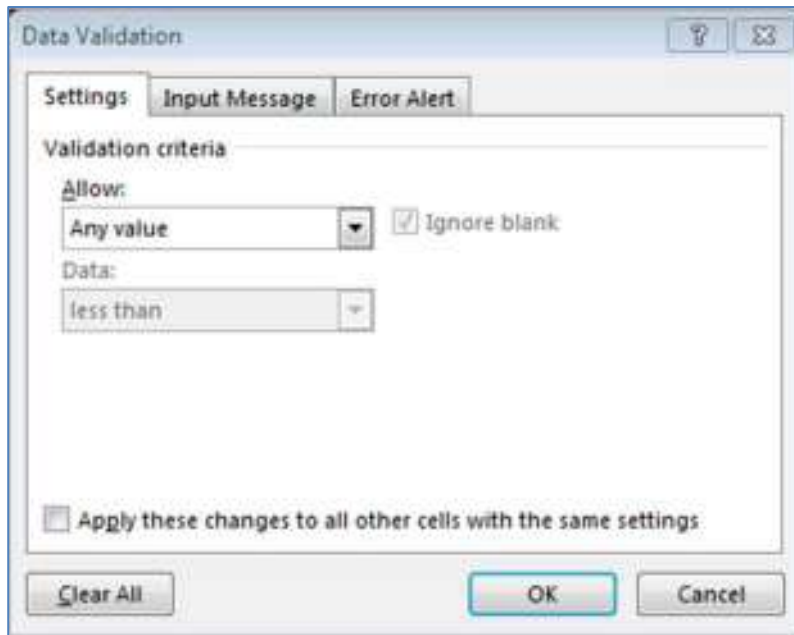 Data Validation
Settings Input Message Error Alert
Validation criteria
Allow:
Any value Ignore blank
Data:
less than
Apply these changes to all other cells with the same settings
Clear All OK Cancel